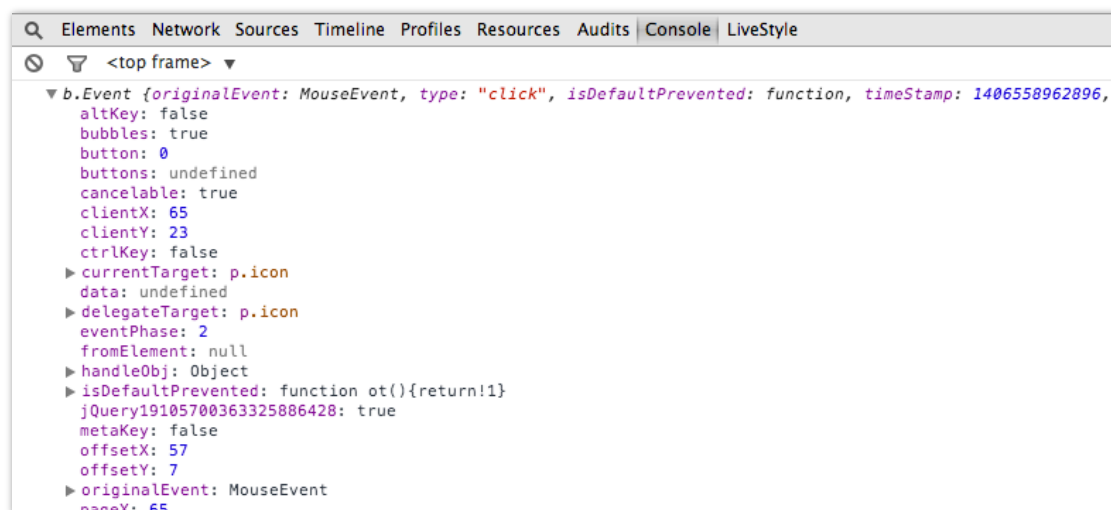 Elements Network Sources Timeline Profiles Resources Audits Console LiveStyle
<top frame> ▼
▼ b.Event {originalEvent: MouseEvent, type: "click", isDefaultPrevented: function, timeStamp: 1406558962896,
altKey: false
bubbles: true
button: 0
buttons: undefined
cancelable: true
clientX: 65
clientY: 23
ctrlKey: false
▶ currentTarget: p.icon
data: undefined
▶ delegateTarget: p.icon
eventPhase: 2
fromElement: null
▶ handleObj: Object
▶ isDefaultPrevented: function ot(){return!1}
jQuery19105700363325886428: true
metaKey: false
offsetX: 57
offsetY: 7
▶ originalEvent: MouseEvent
pageX: 65